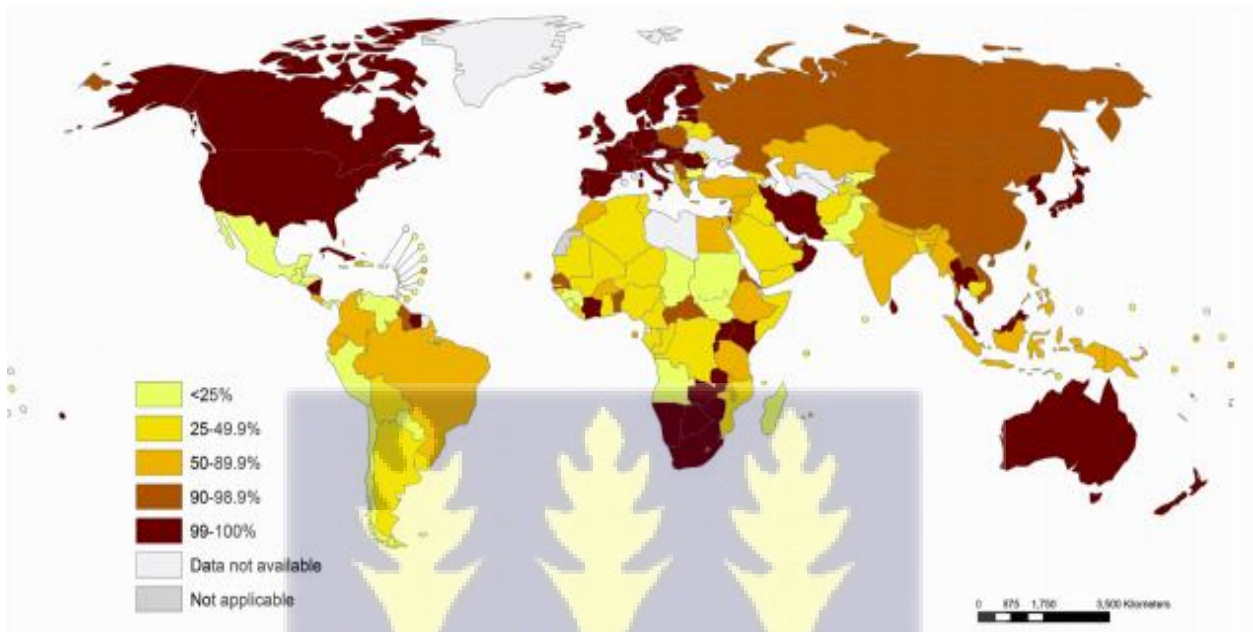 <25%
25-49.9%
50-89.9%
90-98.9%
99-100%
Data not available
Not applicable
0 875 1,750 3,500 Kilometers